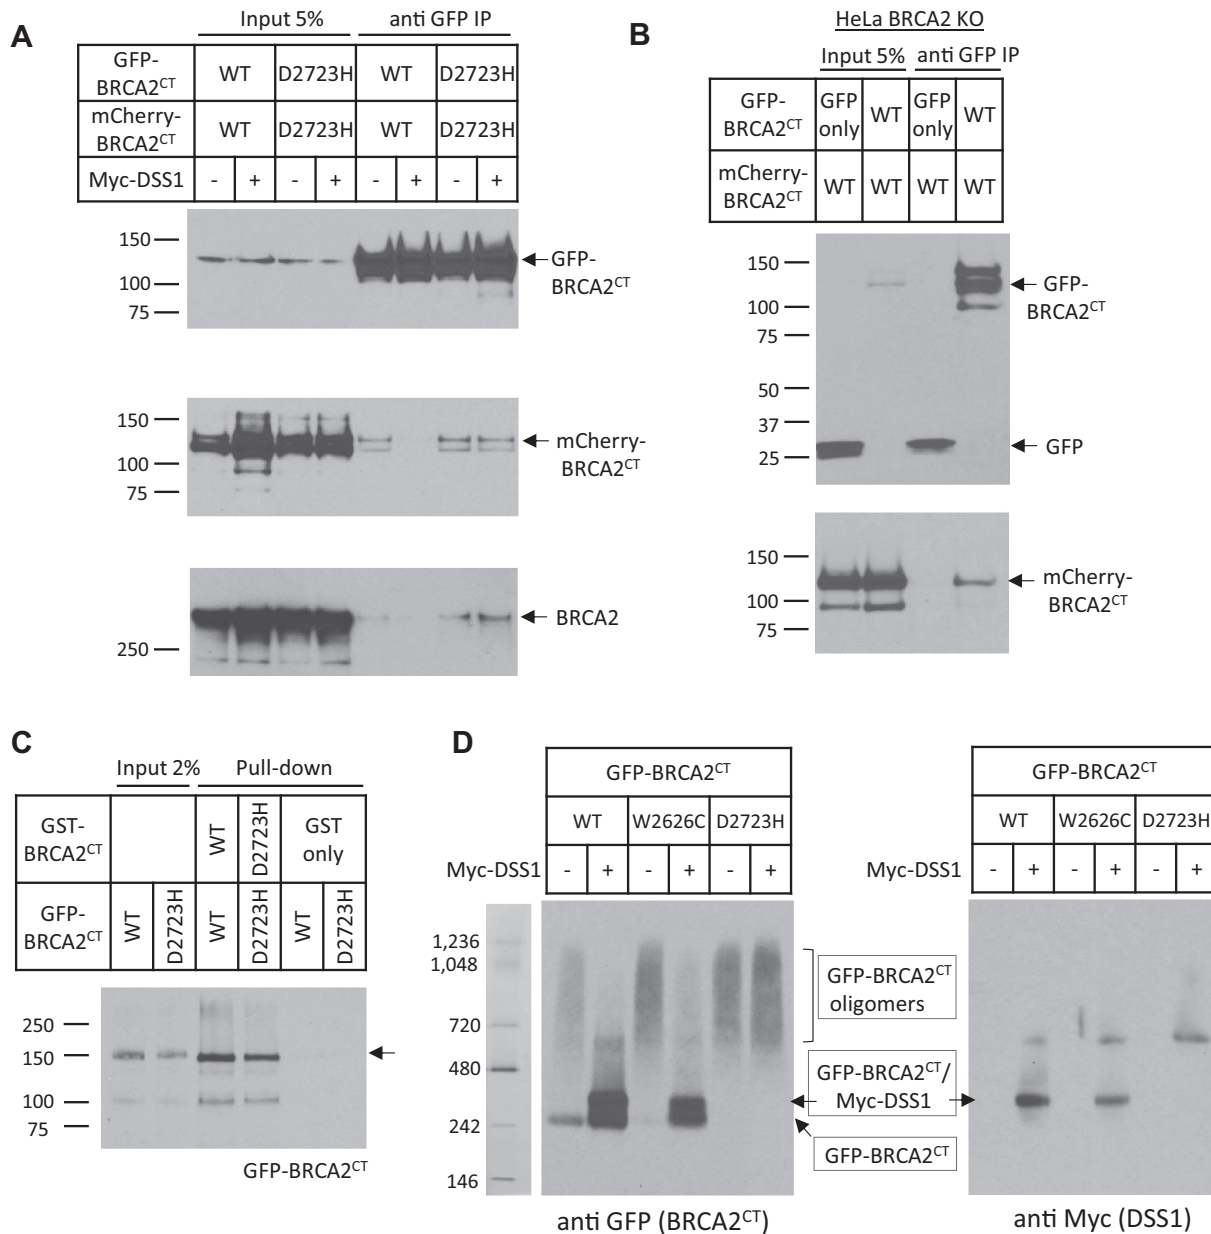 A
Input 5% anti GFP IP
GFP-BRCA2CT WT D2723H WT D2723H
mCherry-BRCA2CT WT D2723H WT D2723H
Myc-DSS1 - + - + - + - +
150
100
75
GFP-BRCA2CT
150
100
75
mCherry-BRCA2CT
250
BRCA2
B
HeLa BRCA2 KO
Input 5% anti GFP IP
GFP-BRCA2CT GFP only WT GFP only WT
mCherry-BRCA2CT WT WT WT WT
150
100
75
50
37
25
GFP-BRCA2CT
GFP
150
100
75
mCherry-BRCA2CT
C
Input 2% Pull-down
GST-BRCA2CT WT D2723H GST only
GFP-BRCA2CT WT D2723H WT D2723H WT D2723H
250
150
100
75
GFP-BRCA2CT
D
GFP-BRCA2CT
WT W2626C D2723H
Myc-DSS1 - + - + - +
1,236
1,048
720
480
242
146
anti GFP (BRCA2CT)
GFP-BRCA2CT oligomers
GFP-BRCA2CT/ Myc-DSS1
GFP-BRCA2CT
GFP-BRCA2CT
WT W2626C D2723H
Myc-DSS1 - + - + - +
anti Myc (DSS1)